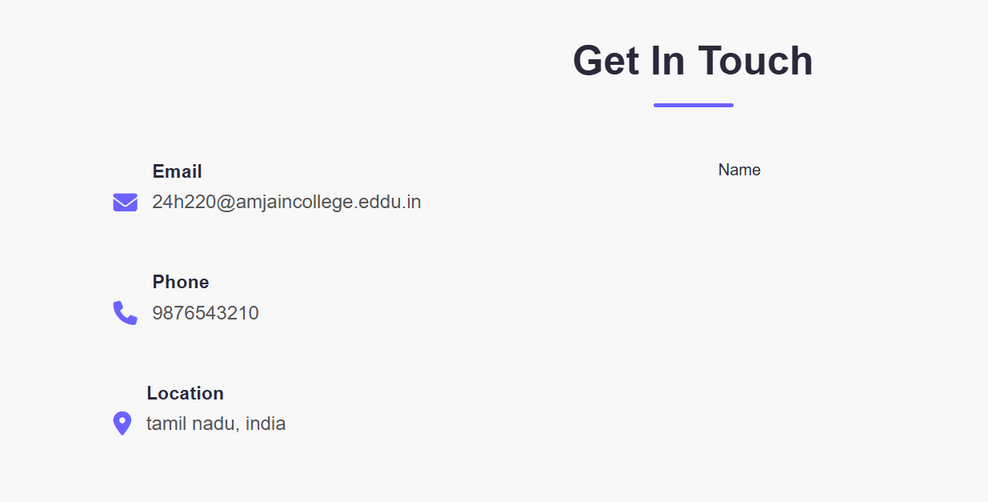 Get In Touch
Email
24h220@amjaincollege.eddu.in
Phone
9876543210
Location
tamil nadu, india
Name